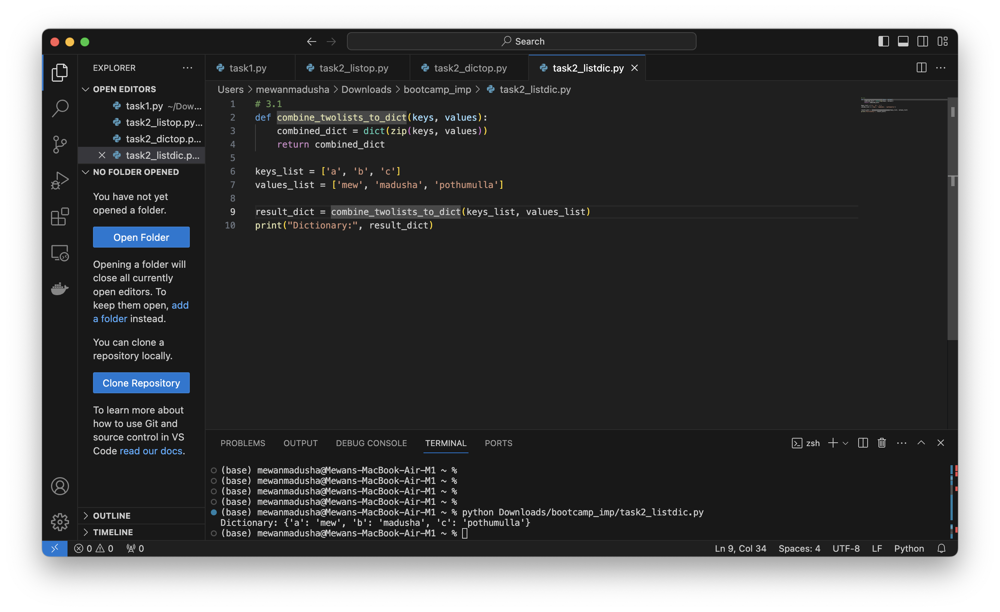 Search
EXPLORER
OPEN EDITORS
task1.py ~/Dow...
task2_listop.py...
task2_dictop.p...
task2_listdic.p...
NO FOLDER OPENED
You have not yet
opened a folder.
Open Folder
Opening a folder will
close all currently
open editors. To
keep them open, add
a folder instead.
You can clone a
repository locally.
Clone Repository
To learn more about
how to use Git and
source control in VS
Code read our docs.
OUTLINE
TIMELINE
task1.py
task2_listop.py
task2_dictop.py
task2_listdic.py
Users > mewanmadusha > Downloads > bootcamp_imp > task2_listdic.py
1 # 3.1
2 def combine_twolists_to_dict(keys, values):
3     combined_dict = dict(zip(keys, values))
4     return combined_dict
5
6 keys_list = ['a', 'b', 'c']
7 values_list = ['mew', 'madusha', 'pothumulla']
8
9 result_dict = combine_twolists_to_dict(keys_list, values_list)
10 print("Dictionary:", result_dict)
PROBLEMS OUTPUT DEBUG CONSOLE TERMINAL PORTS
zsh
(base) mewanmadusha@Mewans-MacBook-Air-M1 ~ %
(base) mewanmadusha@Mewans-MacBook-Air-M1 ~ %
(base) mewanmadusha@Mewans-MacBook-Air-M1 ~ %
(base) mewanmadusha@Mewans-MacBook-Air-M1 ~ %
(base) mewanmadusha@Mewans-MacBook-Air-M1 ~ % python Downloads/bootcamp_imp/task2_listdic.py
Dictionary: {'a': 'mew', 'b': 'madusha', 'c': 'pothumulla'}
(base) mewanmadusha@Mewans-MacBook-Air-M1 ~ %
0 0 0
Ln 9, Col 34 Spaces: 4 UTF-8 LF Python